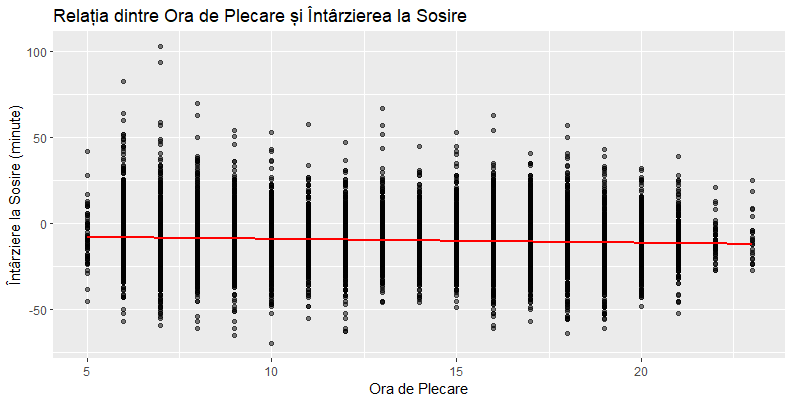 Relația dintre Ora de Plecare și Întârzierea la Sosire
Întârziere la Sosire (minute)
100
50
0
-50
5
10
15
20
Ora de Plecare